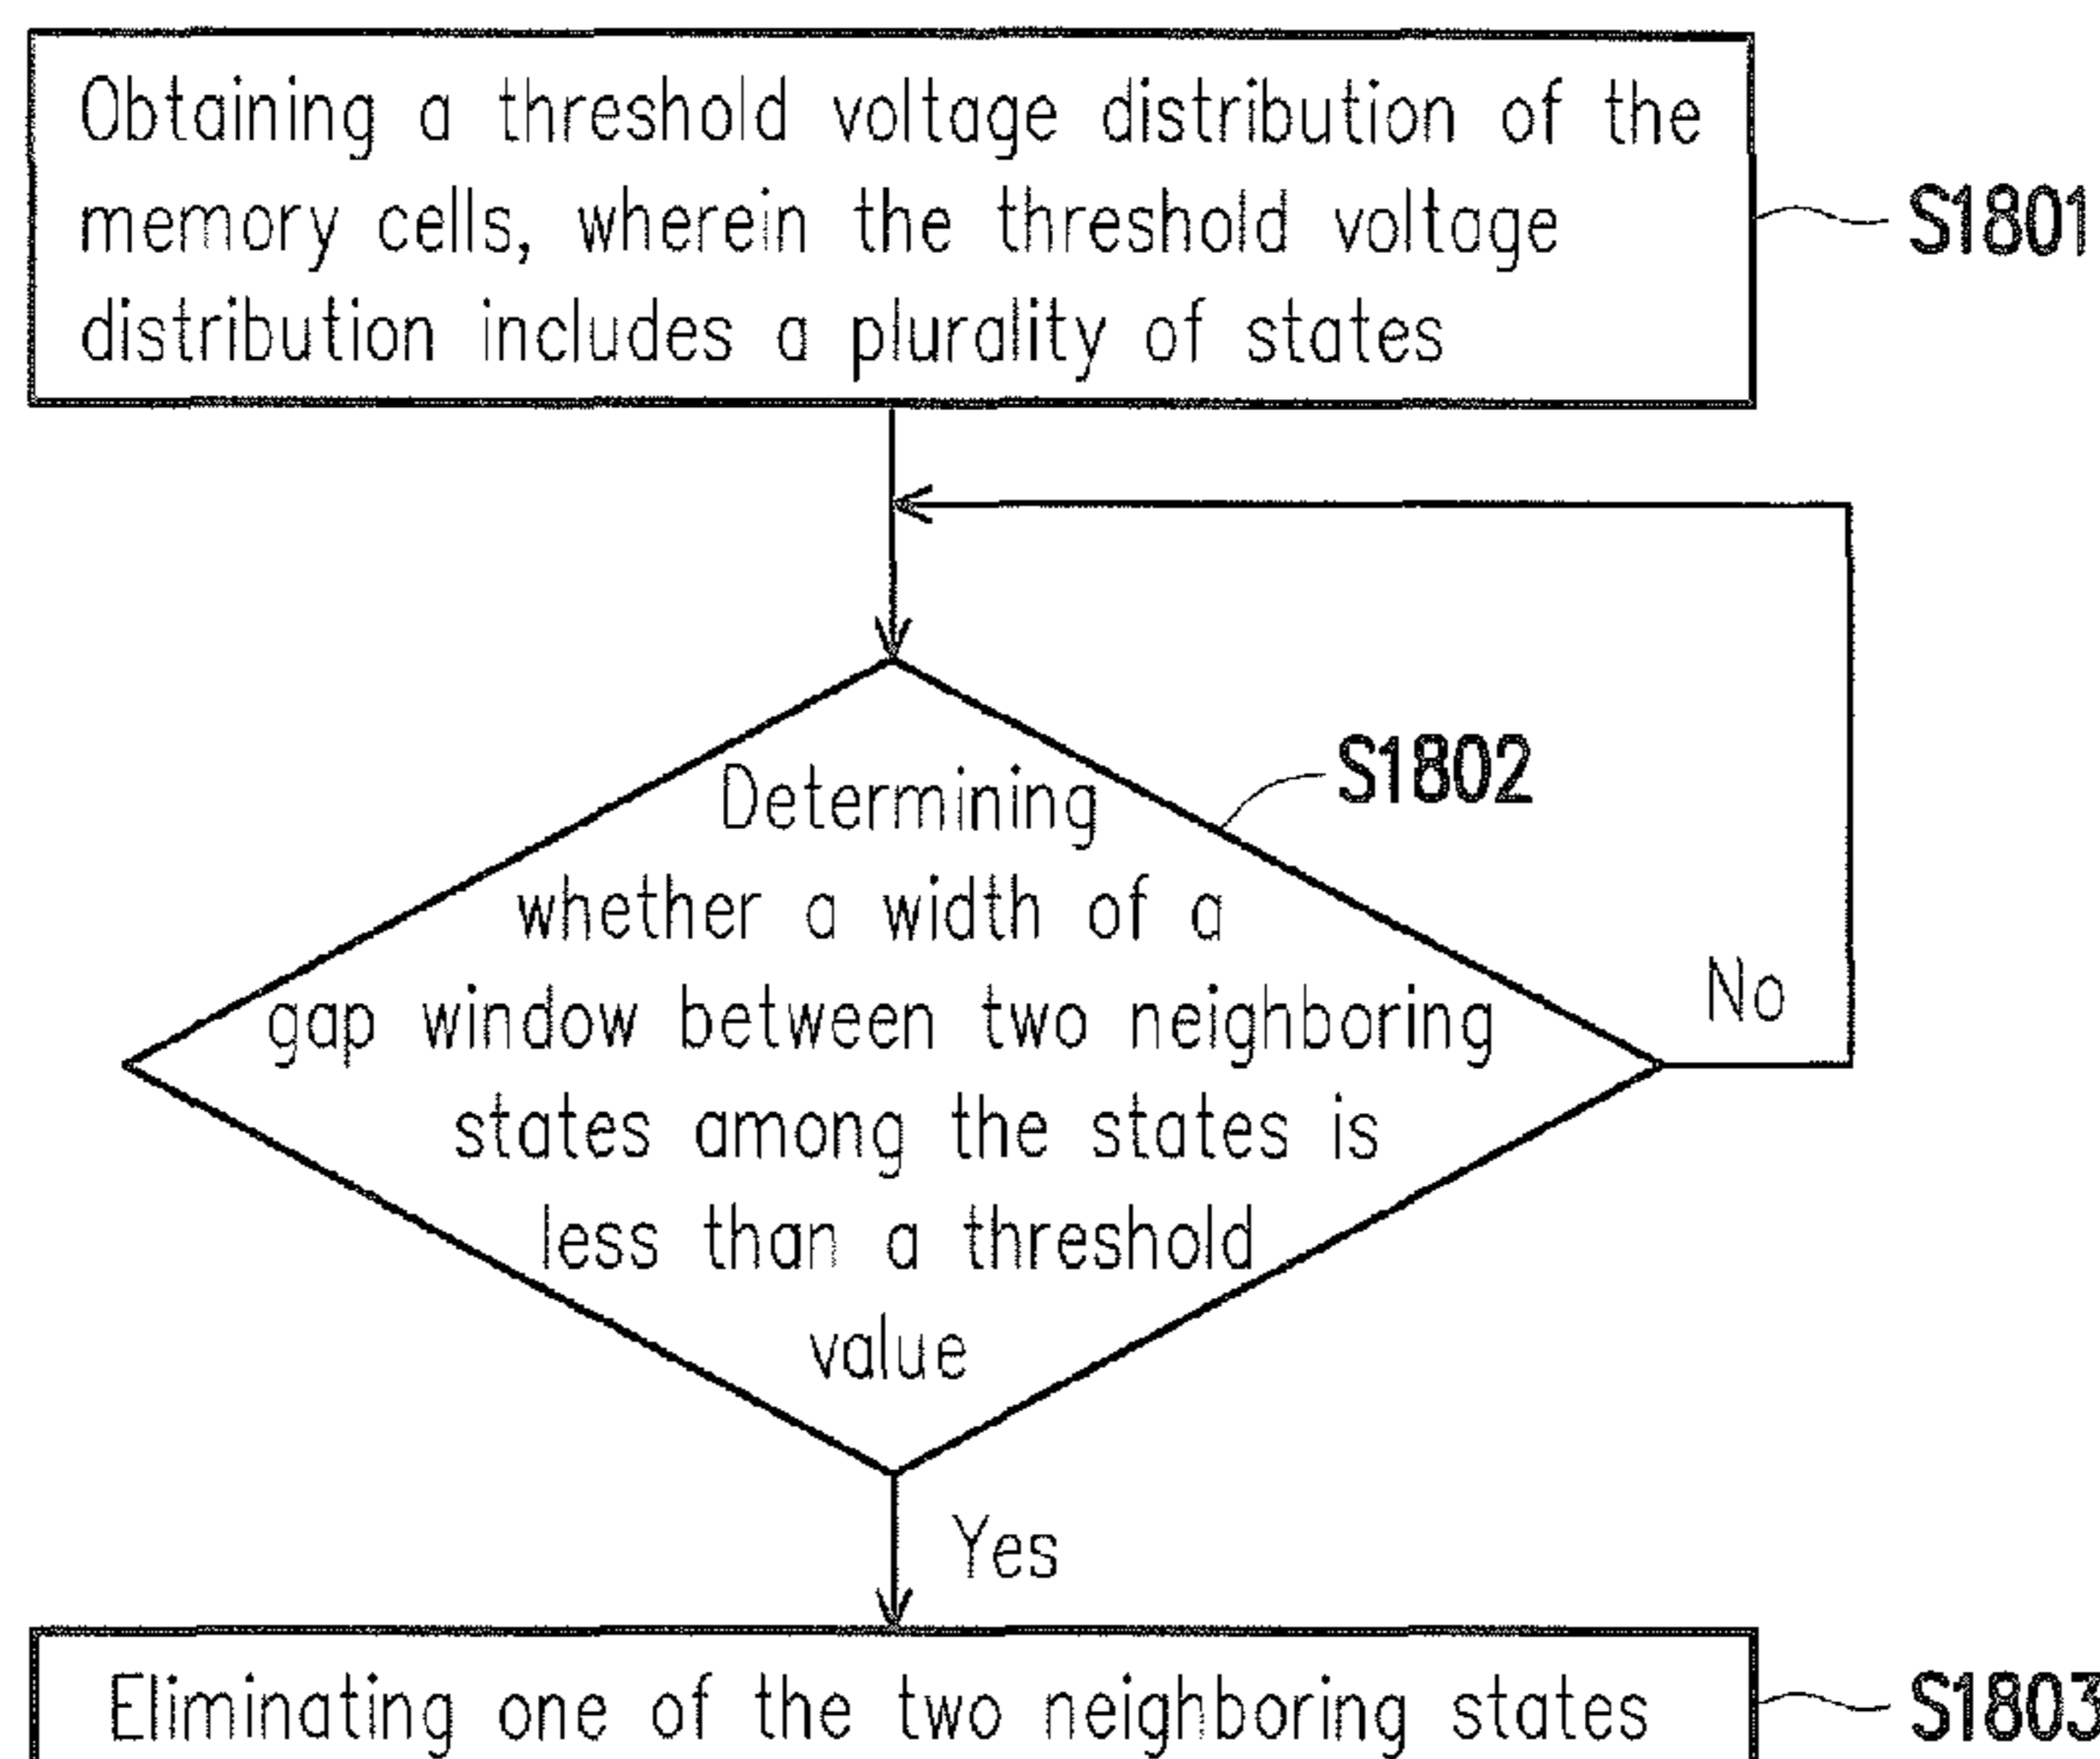 Obtaining a threshold voltage distribution of the
memory cells, wherein the threshold voltage
distribution includes a plurality of states
S1801
Determining
whether a width of a
gap window between two neighboring
states among the states is
less than a threshold
value
S1802
No
Yes
Eliminating one of the two neighboring states
S1803